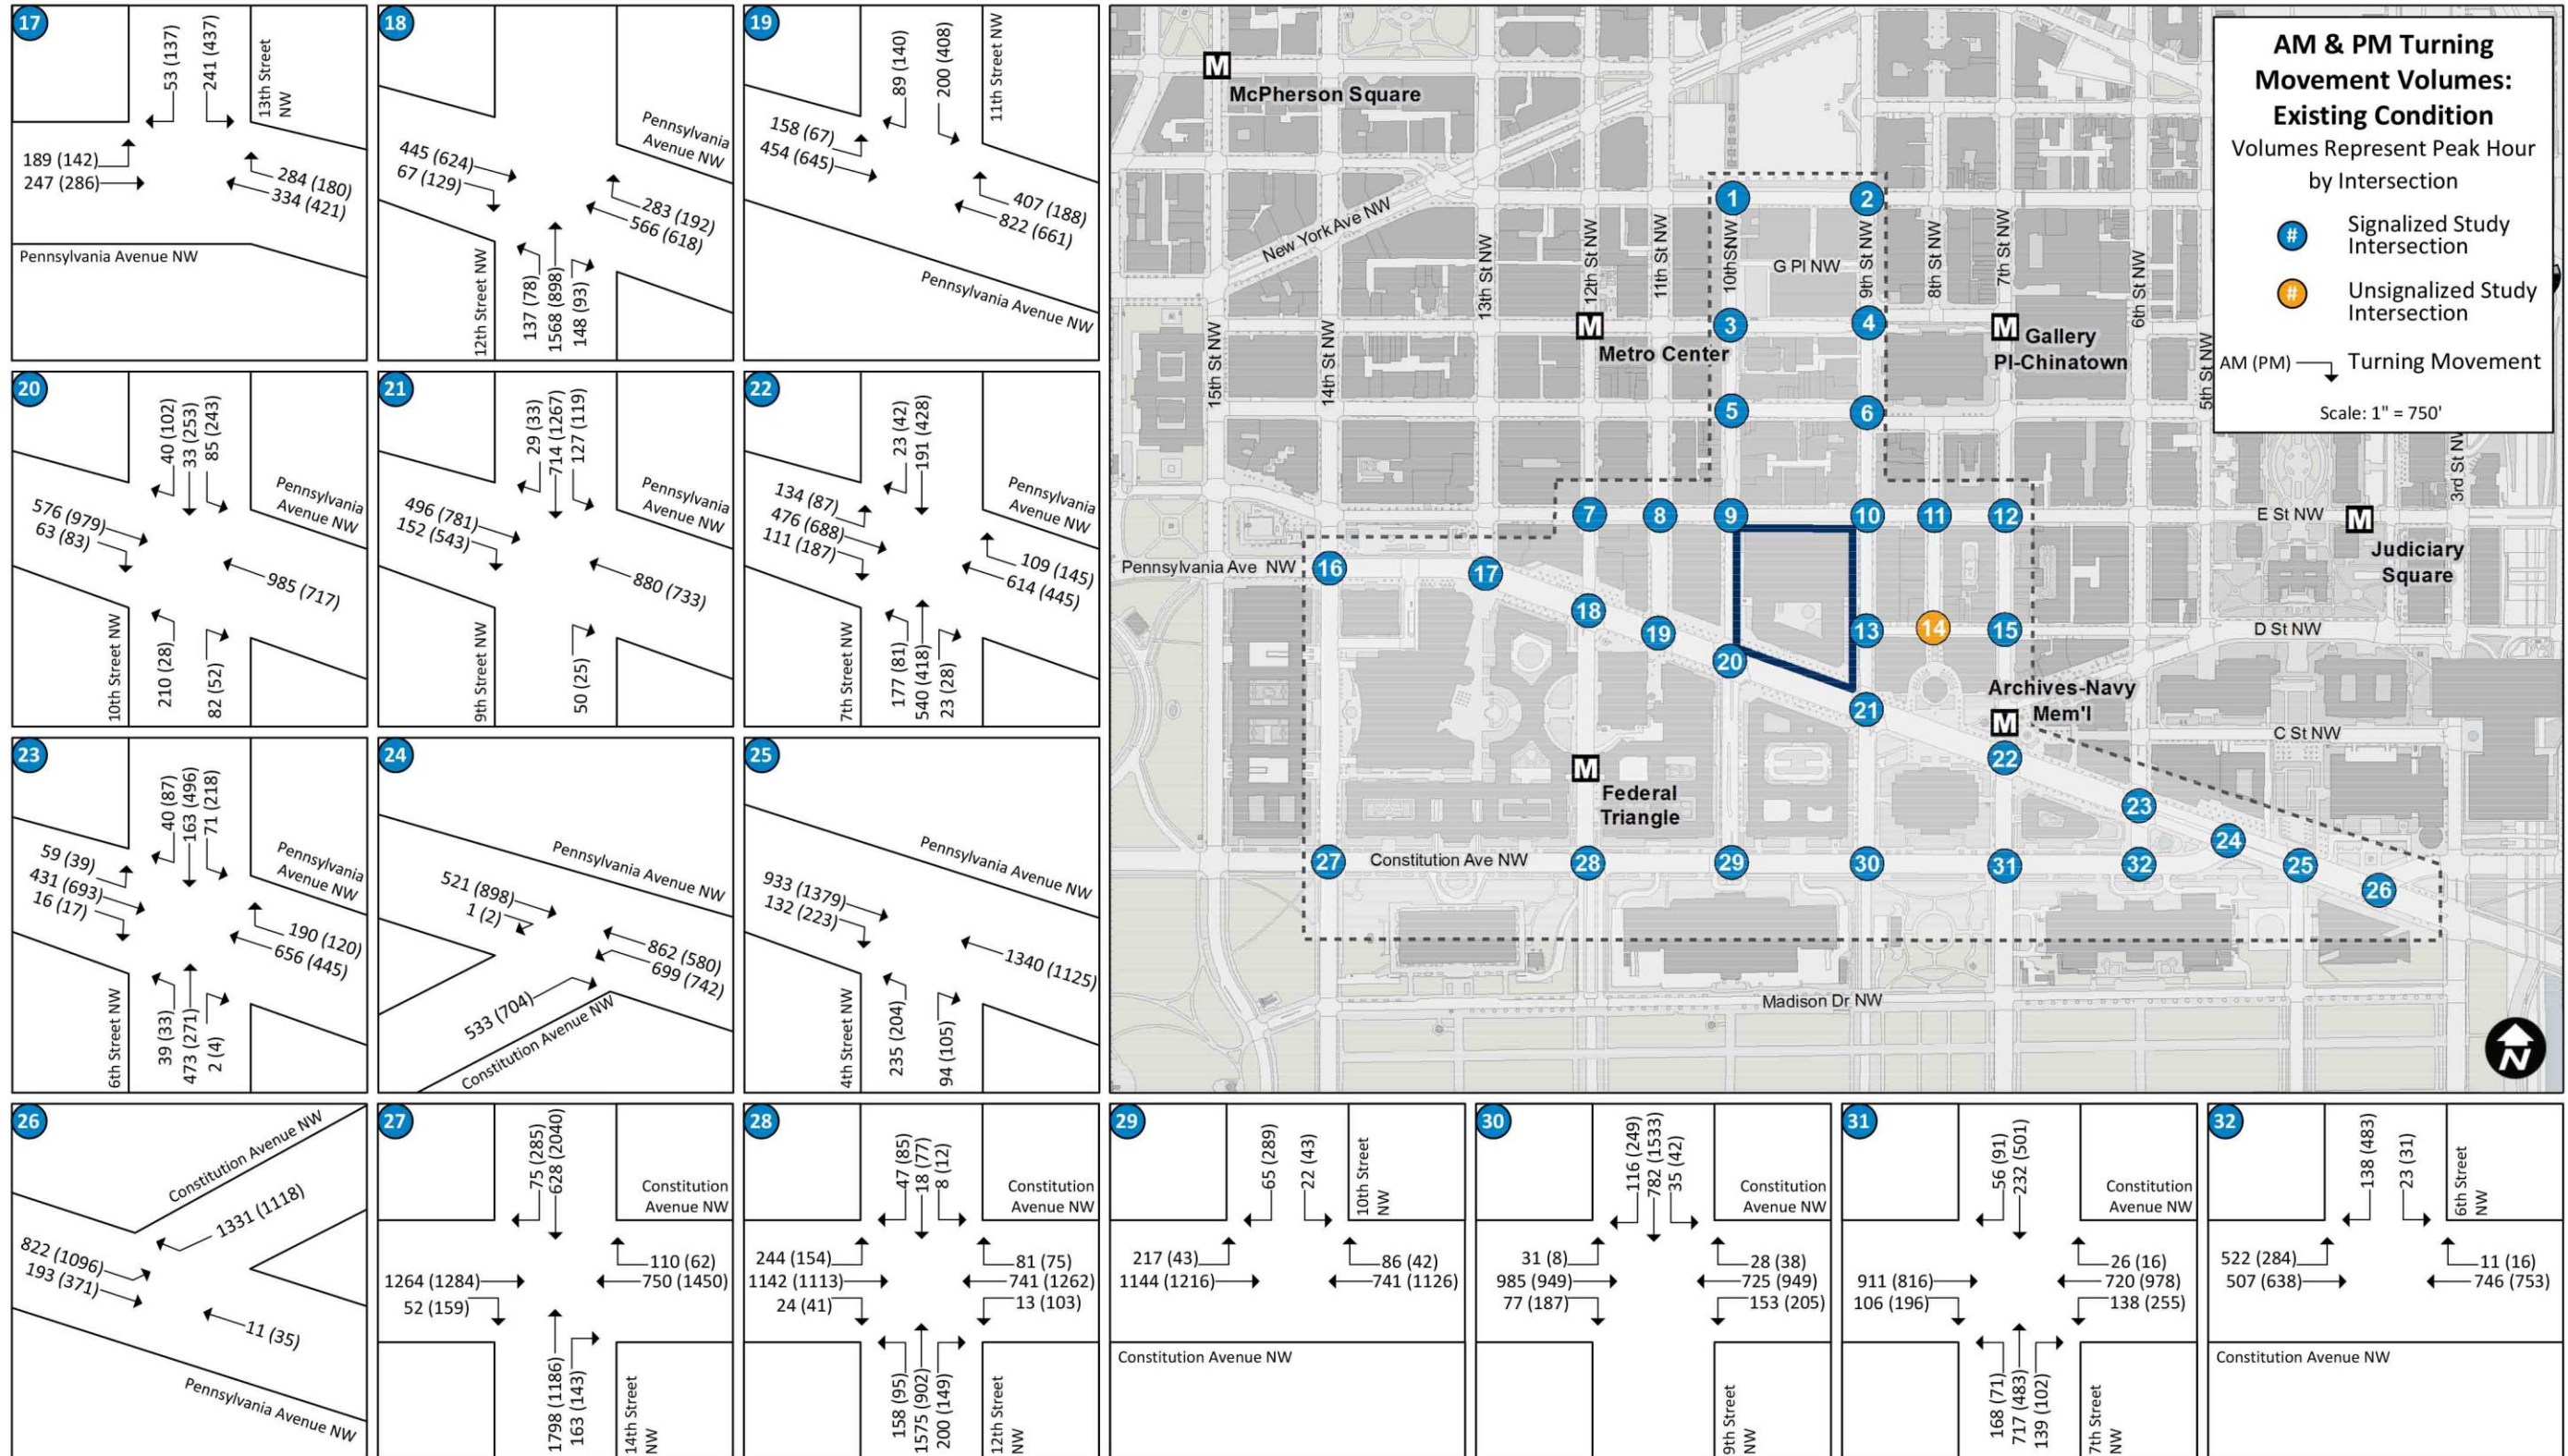 17
53 (137)
241 (437)
13th Street
NW
189 (142)
247 (286)
284 (180)
334 (421)
Pennsylvania Avenue NW
18
Pennsylvania
Avenue NW
445 (624)
67 (129)
283 (192)
566 (618)
12th Street NW
137 (78)
1568 (898)
148 (93)
19
89 (140)
200 (408)
11th Street NW
158 (67)
454 (645)
407 (188)
822 (661)
Pennsylvania Avenue NW
20
40 (102)
33 (253)
85 (243)
Pennsylvania
Avenue NW
576 (979)
63 (83)
985 (717)
10th Street NW
210 (28)
82 (52)
21
29 (33)
714 (1267)
127 (119)
Pennsylvania
Avenue NW
496 (781)
152 (543)
880 (733)
9th Street NW
50 (25)
22
23 (42)
191 (428)
Pennsylvania
Avenue NW
134 (87)
476 (688)
111 (187)
109 (145)
614 (445)
7th Street NW
177 (81)
540 (418)
23 (28)
23
40 (87)
163 (496)
71 (218)
Pennsylvania
Avenue NW
59 (39)
431 (693)
16 (17)
190 (120)
656 (445)
6th Street NW
39 (33)
473 (271)
2 (4)
24
Pennsylvania Avenue NW
521 (898)
1 (2)
862 (580)
699 (742)
533 (704)
Constitution Avenue NW
25
Pennsylvania Avenue NW
933 (1379)
132 (223)
1340 (1125)
4th Street NW
235 (204)
94 (105)
M
McPherson Square
New York Ave NW
1
2
15th St NW
14th St NW
13th St NW
12th St NW
11th St NW
10thSNW
G Pl NW
9th St NW
8th St NW
7th St NW
6th St NW
5th St NW
3rd St NW
M
Metro Center
3
4
M
Gallery
Pl-Chinatown
5
6
7
8
9
10
11
12
E St NW
M
Judiciary
Square
Pennsylvania Ave NW
16
17
18
19
20
13
14
15
D St NW
21
Archives-Navy
Mem'l
M
C St NW
22
M
Federal
Triangle
23
24
25
26
27
Constitution Ave NW
28
29
30
31
32
Madison Dr NW
N
AM & PM Turning
Movement Volumes:
Existing Condition
Volumes Represent Peak Hour
by Intersection
# Signalized Study
Intersection
# Unsignalized Study
Intersection
AM (PM) Turning Movement
Scale: 1" = 750'
26
Constitution Avenue NW
1331 (1118)
822 (1096)
193 (371)
11 (35)
Pennsylvania Avenue NW
27
75 (285)
628 (2040)
Constitution
Avenue NW
110 (62)
750 (1450)
1264 (1284)
52 (159)
1798 (1186)
163 (143)
14th Street
NW
28
47 (85)
18 (77)
8 (12)
Constitution
Avenue NW
244 (154)
1142 (1113)
24 (41)
81 (75)
741 (1262)
13 (103)
158 (95)
1575 (902)
200 (149)
12th Street
NW
29
65 (289)
22 (43)
10th Street
NW
217 (43)
1144 (1216)
86 (42)
741 (1126)
Constitution Avenue NW
30
116 (249)
782 (1533)
35 (42)
Constitution
Avenue NW
31 (8)
985 (949)
77 (187)
28 (38)
725 (949)
153 (205)
9th Street
NW
31
56 (91)
232 (501)
Constitution
Avenue NW
911 (816)
106 (196)
26 (16)
720 (978)
138 (255)
168 (71)
717 (483)
139 (102)
7th Street
NW
32
138 (483)
23 (31)
6th Street
NW
522 (284)
507 (638)
11 (16)
746 (753)
Constitution Avenue NW